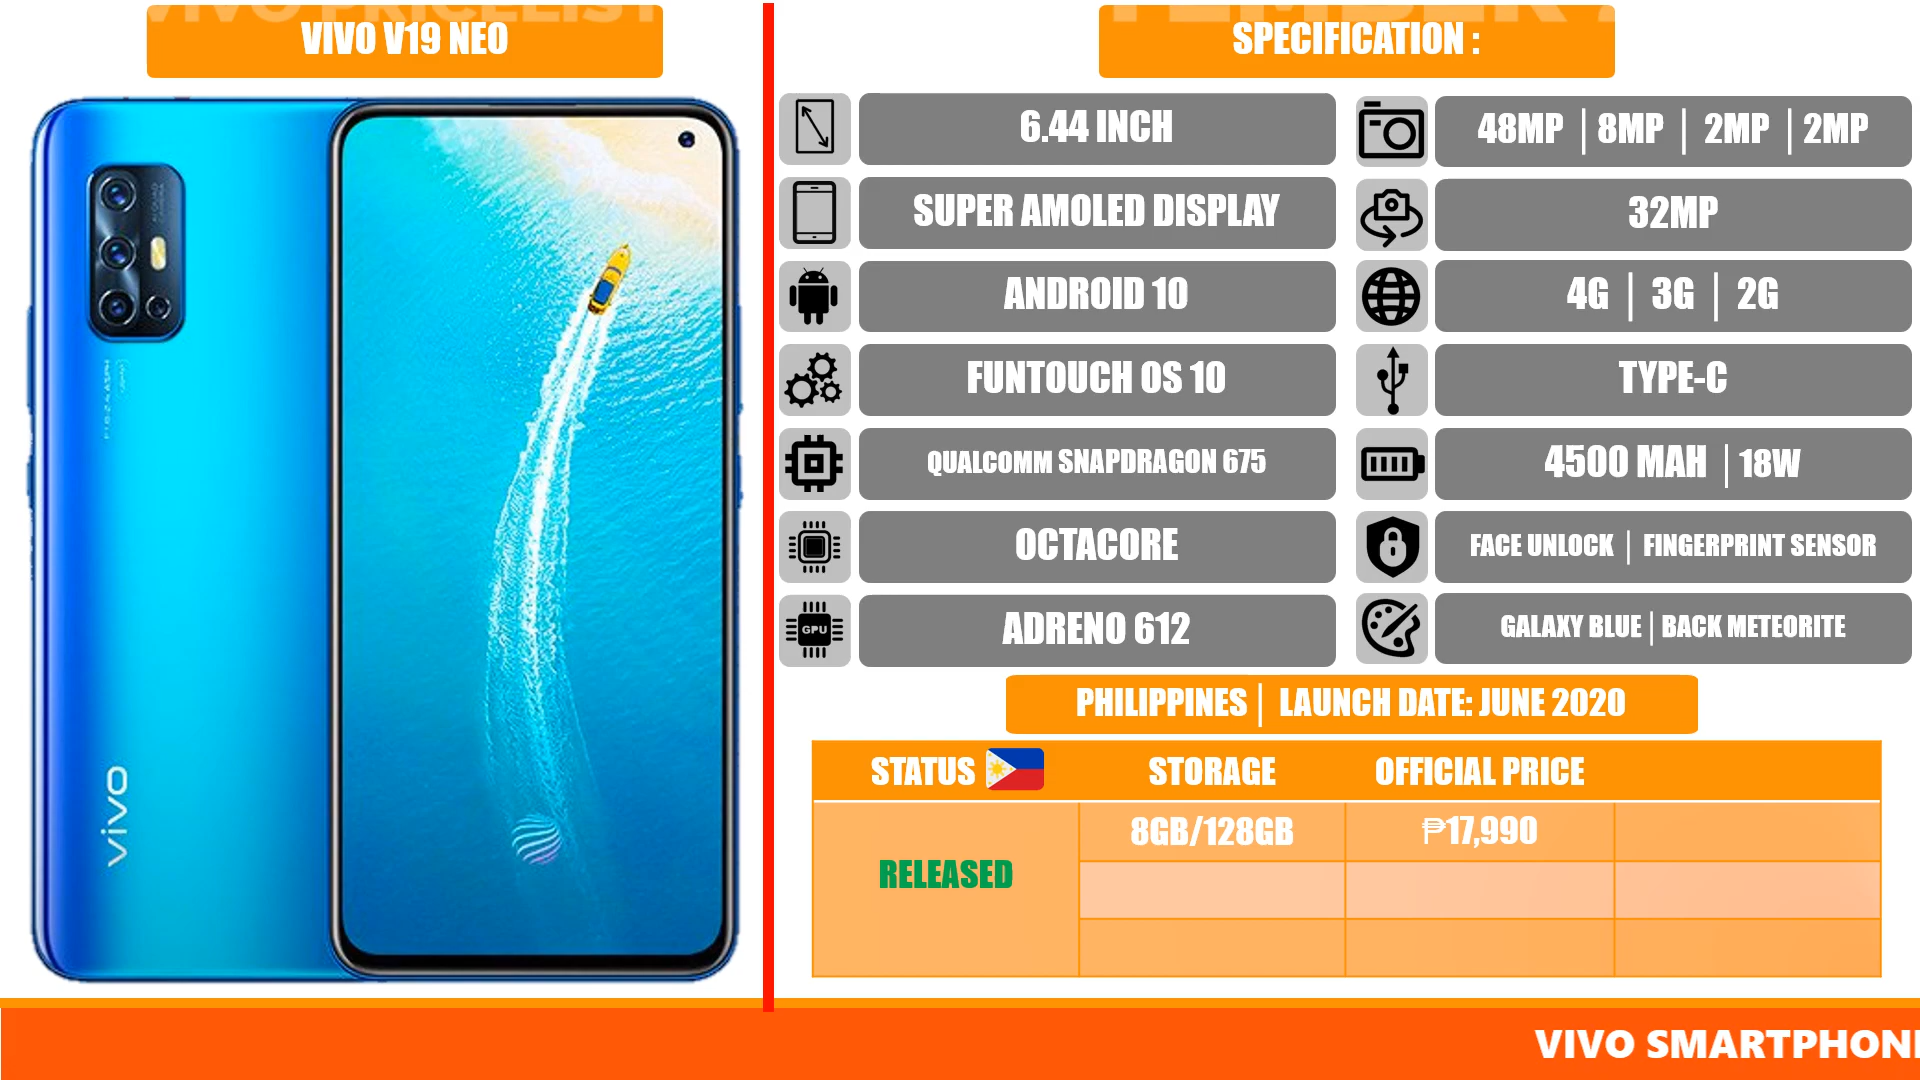 VIVO PRICELIST
VIVO V19 NEO
SPECIFICATION :
6.44 INCH
SUPER AMOLED DISPLAY
ANDROID 10
FUNTOUCH OS 10
QUALCOMM SNAPDRAGON 675
OCTACORE
GPU
ADRENO 612
48MP | 8MP | 2MP | 2MP
32MP
4G | 3G | 2G
TYPE-C
4500 MAH | 18W
FACE UNLOCK | FINGERPRINT SENSOR
GALAXY BLUE | BACK METEORITE
PHILIPPINES | LAUNCH DATE: JUNE 2020
STATUS STORAGE OFFICIAL PRICE
RELEASED 8GB/128GB ₱17,990
vivo
VIVO SMARTPHON